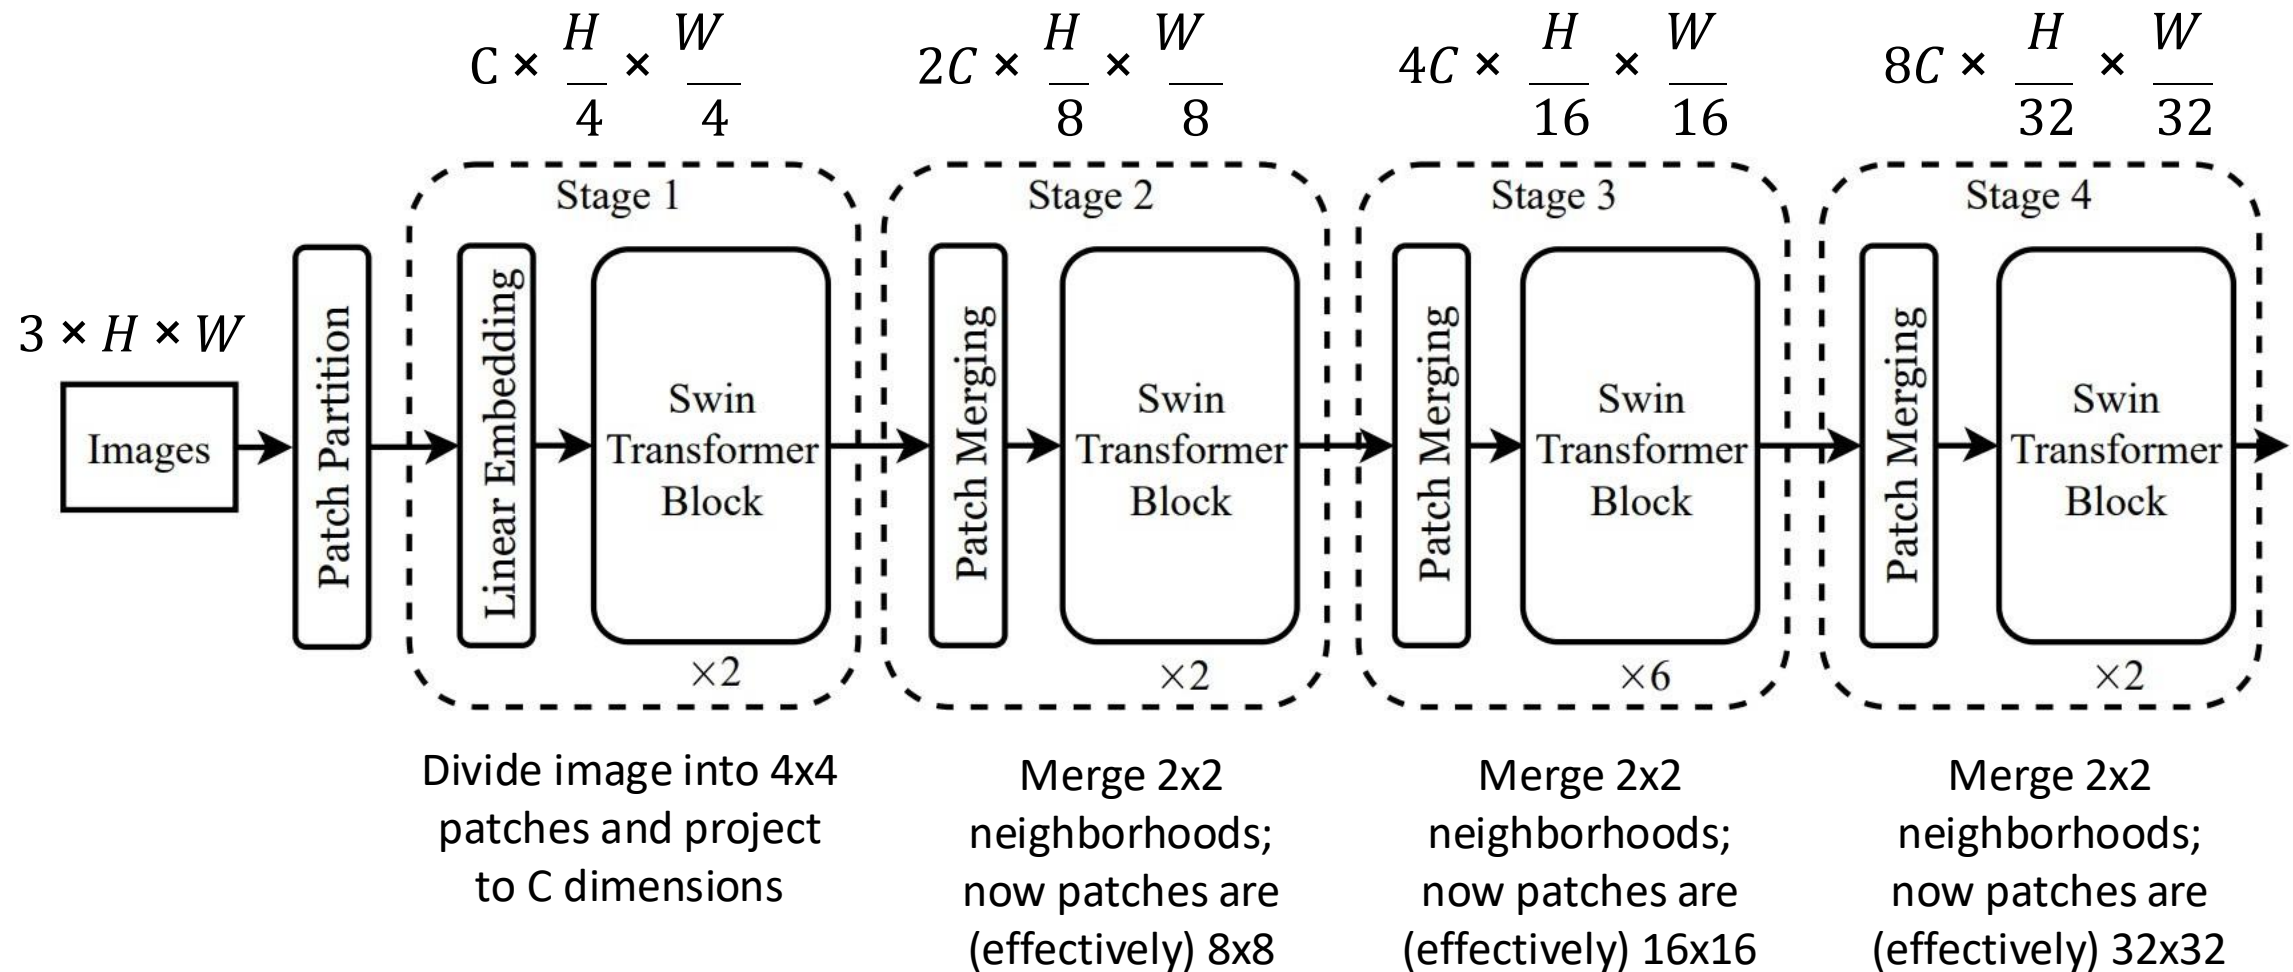 C × H/4 × W/4
2C × H/8 × W/8
4C × H/16 × W/16
8C × H/32 × W/32
3 × H × W
Images
Patch Partition
Stage 1
Linear Embedding
Swin
Transformer
Block
×2
Stage 2
Patch Merging
Swin
Transformer
Block
×2
Stage 3
Patch Merging
Swin
Transformer
Block
×6
Stage 4
Patch Merging
Swin
Transformer
Block
×2
Divide image into 4x4
patches and project
to C dimensions
Merge 2x2
neighborhoods;
now patches are
(effectively) 8x8
Merge 2x2
neighborhoods;
now patches are
(effectively) 16x16
Merge 2x2
neighborhoods;
now patches are
(effectively) 32x32